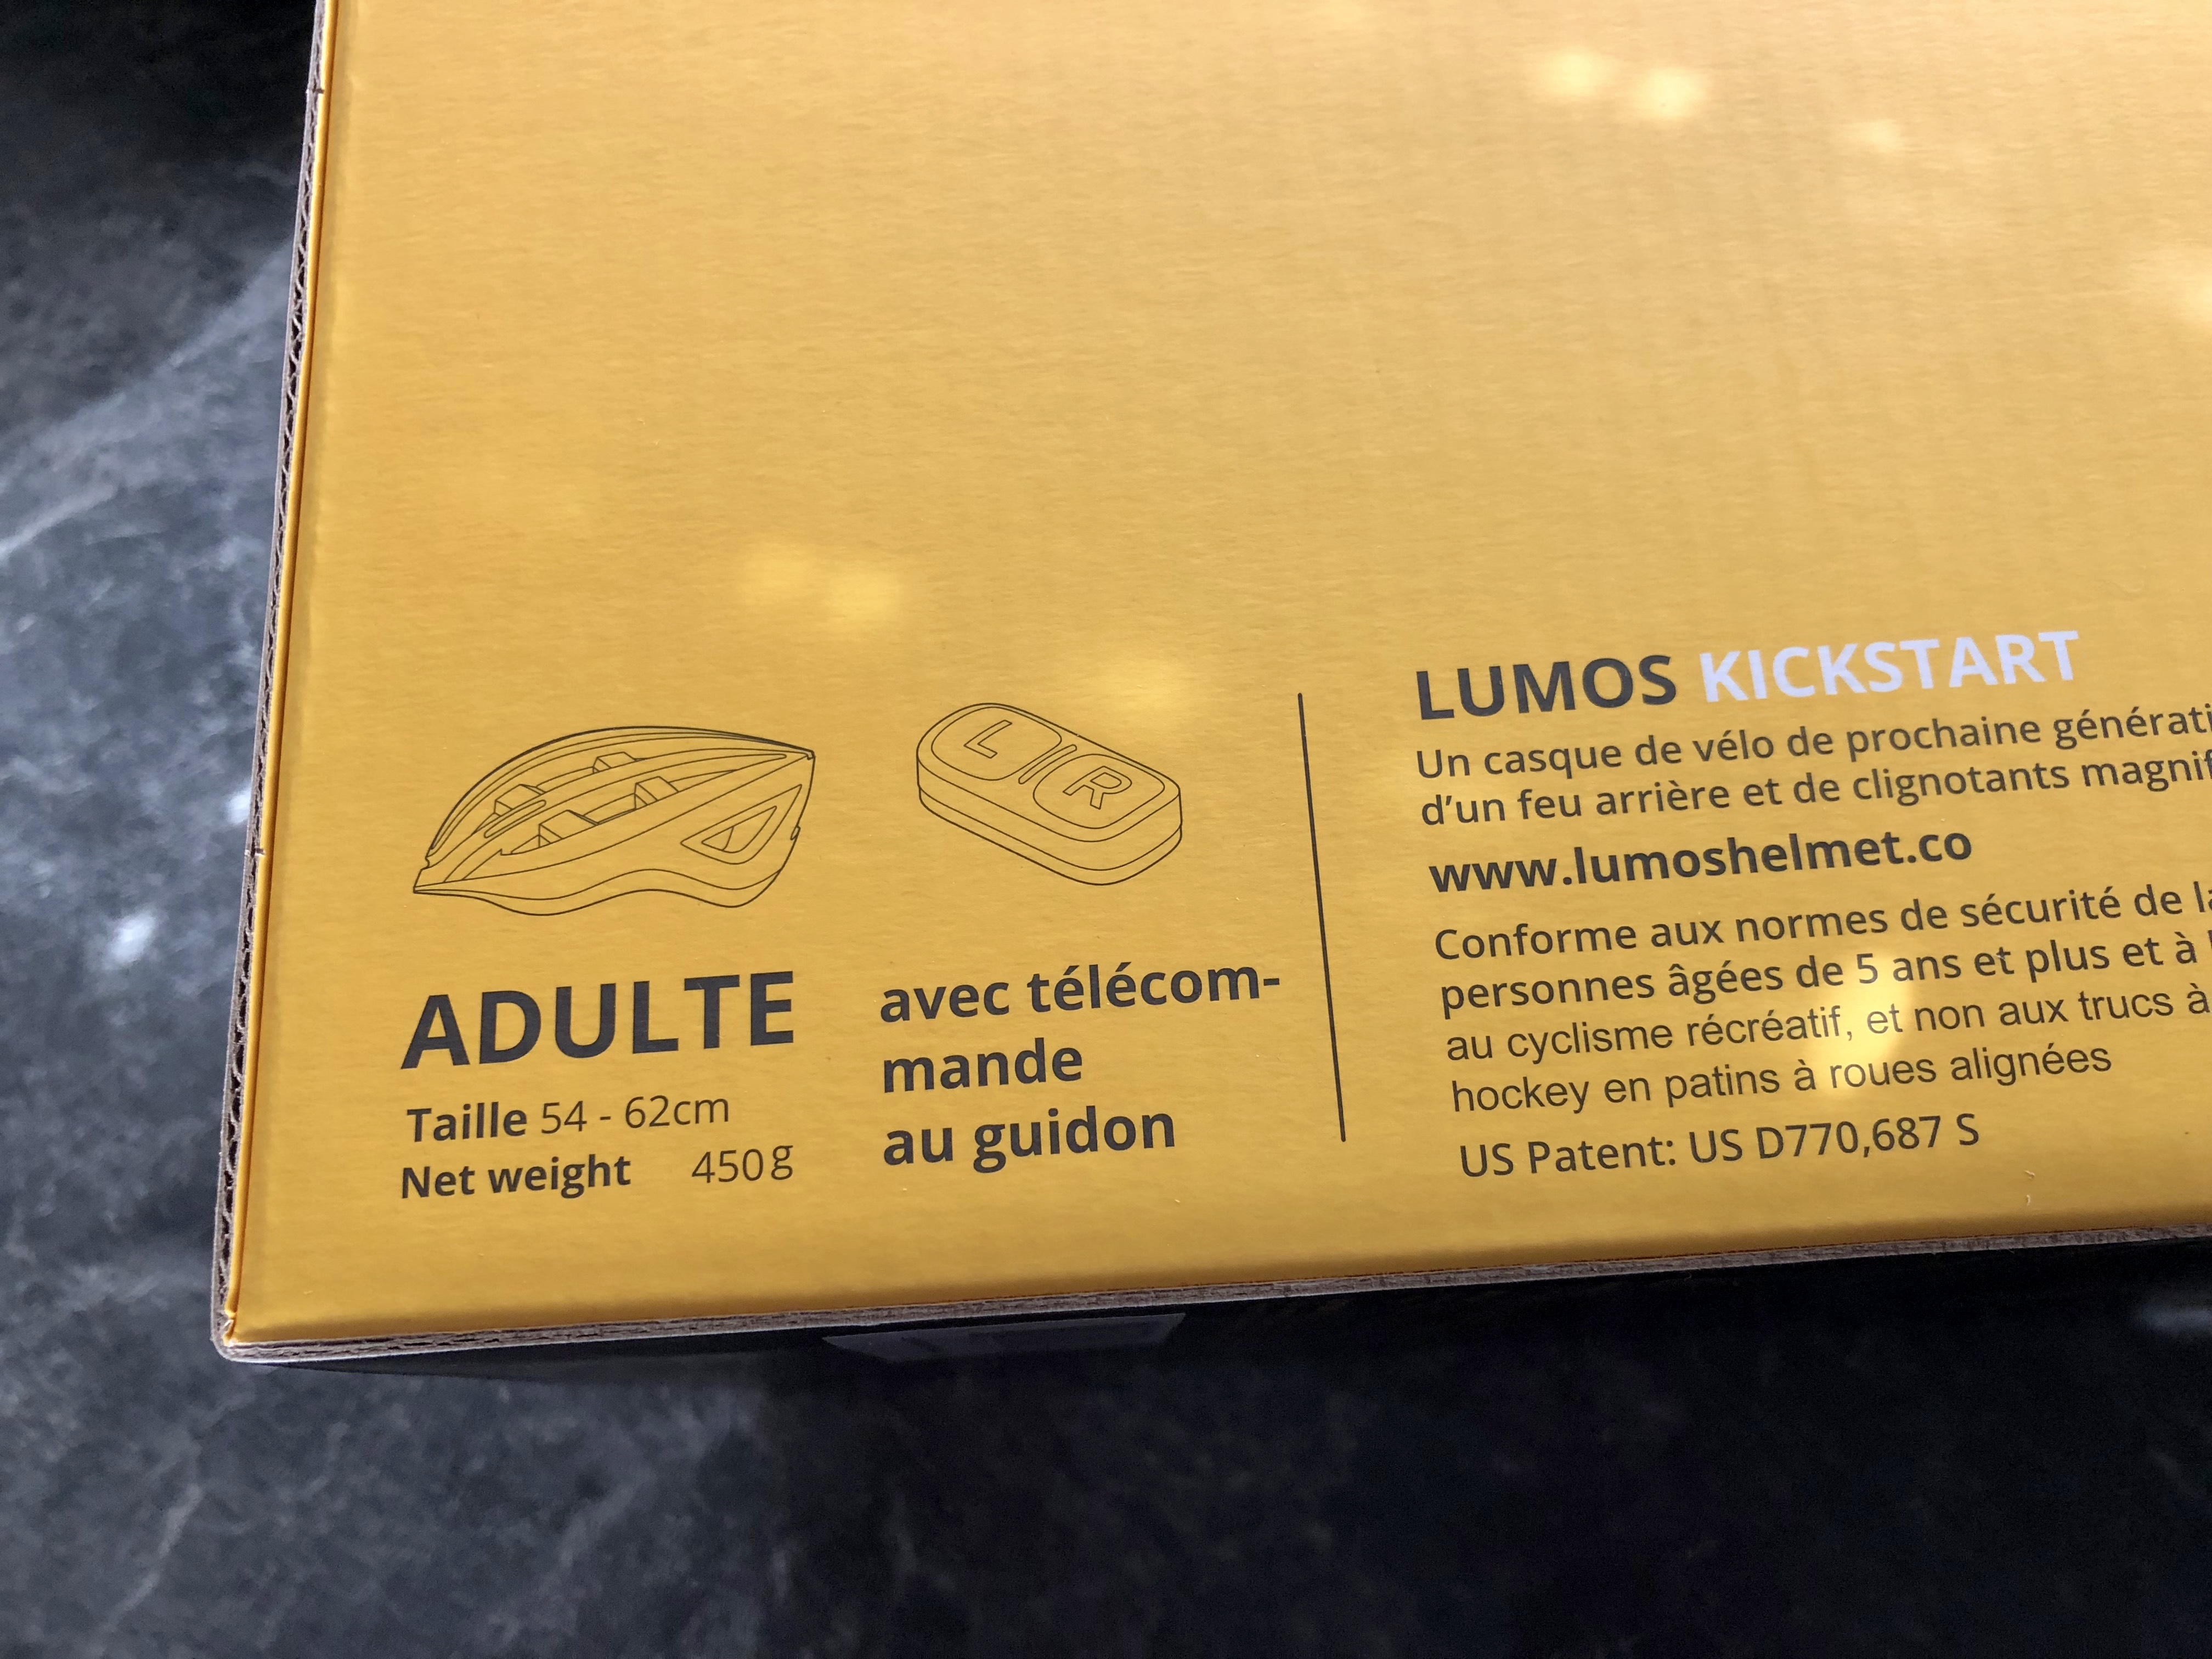 L | R
ADULTE
Taille 54 - 62cm
Net weight 450g
avec télécom-
mande
au guidon
LUMOS KICKSTART
Un casque de vélo de prochaine générati
d'un feu arrière et de clignotants magnif
www.lumoshelmet.co
Conforme aux normes de sécurité de la
personnes âgées de 5 ans et plus et à
au cyclisme récréatif, et non aux trucs à
hockey en patins à roues alignées
US Patent: US D770,687 S